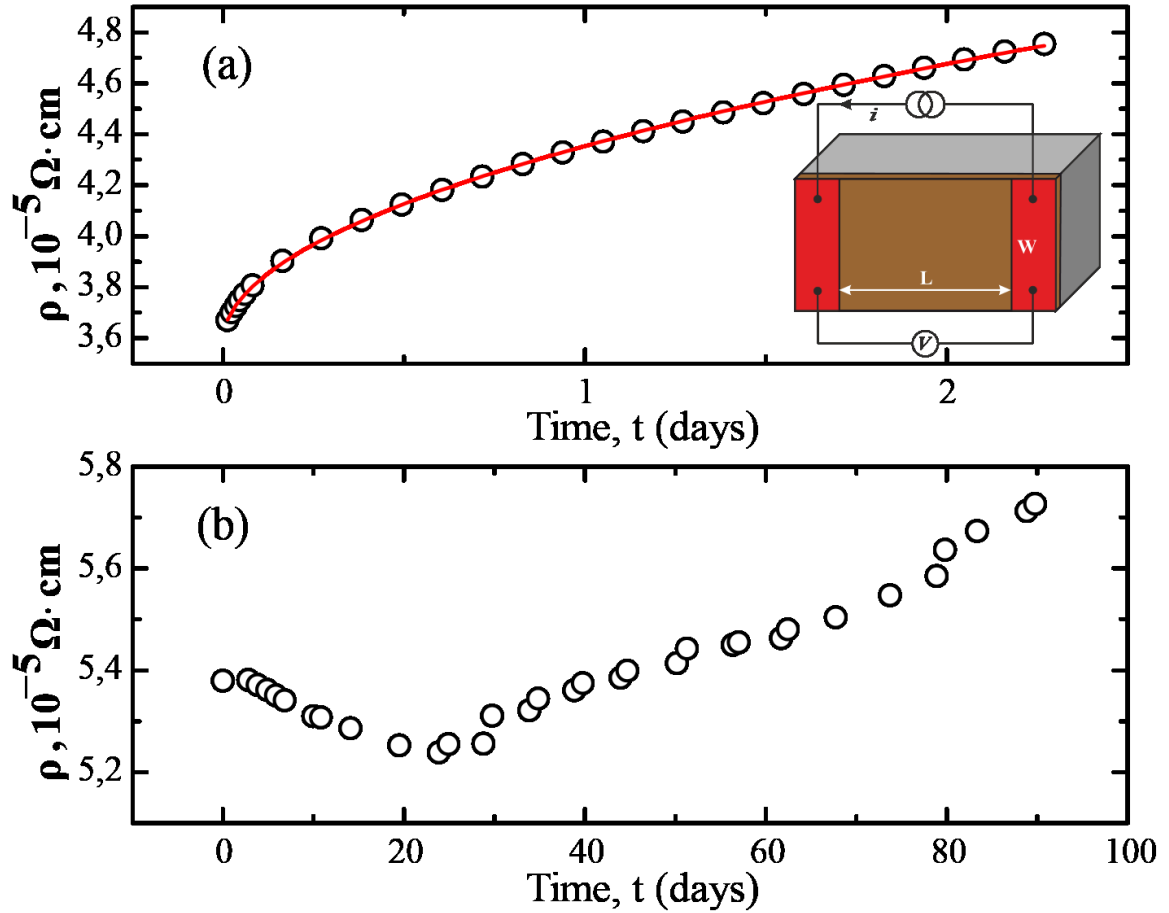 (a)
ρ, 10⁻⁵ Ω· cm
4,8
4,6
4,4
4,2
4,0
3,8
3,6
i
W
L
V
0 1 2
Time, t (days)
(b)
ρ, 10⁻⁵ Ω· cm
5,8
5,6
5,4
5,2
0 20 40 60 80 100
Time, t (days)